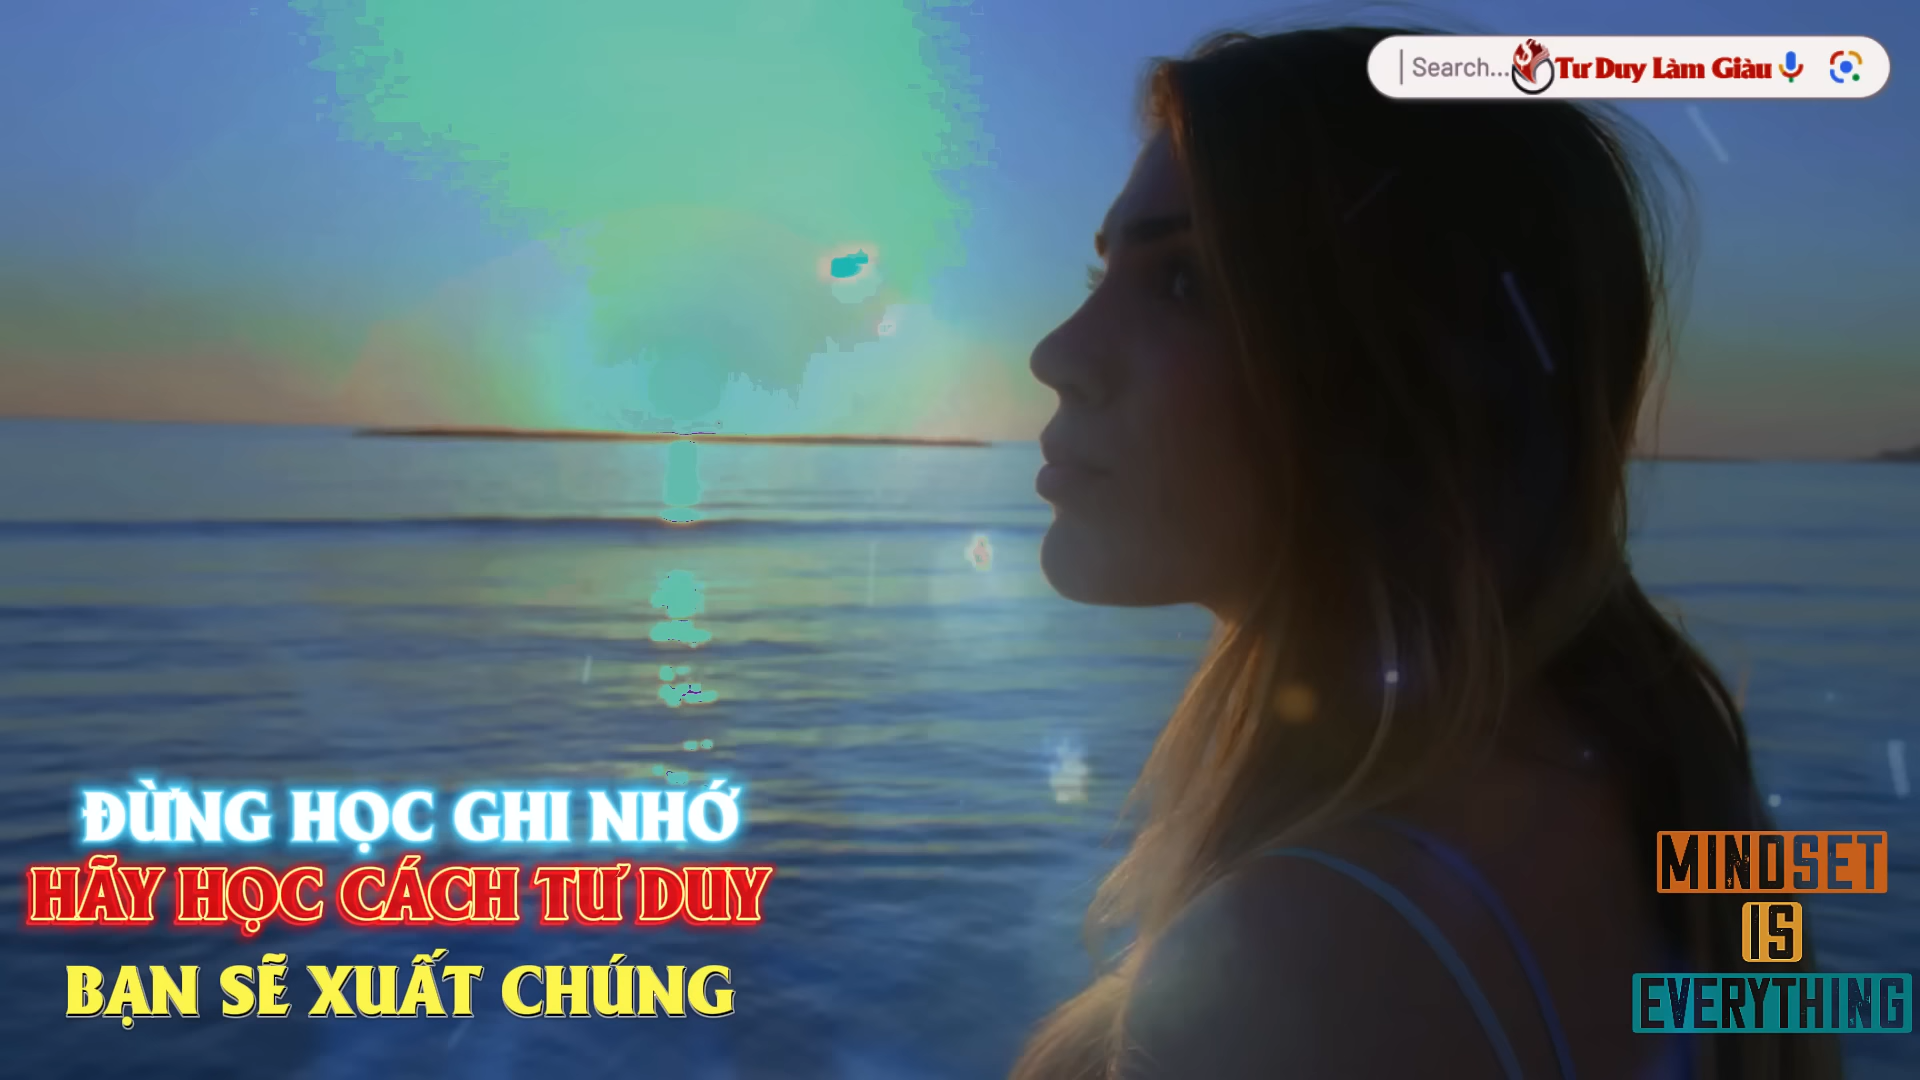 Search... Tư Duy Làm Giàu
ĐỪNG HỌC GHI NHỚ
HÃY HỌC CÁCH TƯ DUY
BẠN SẼ XUẤT CHÚNG
MINDSET
IS
EVERYTHING